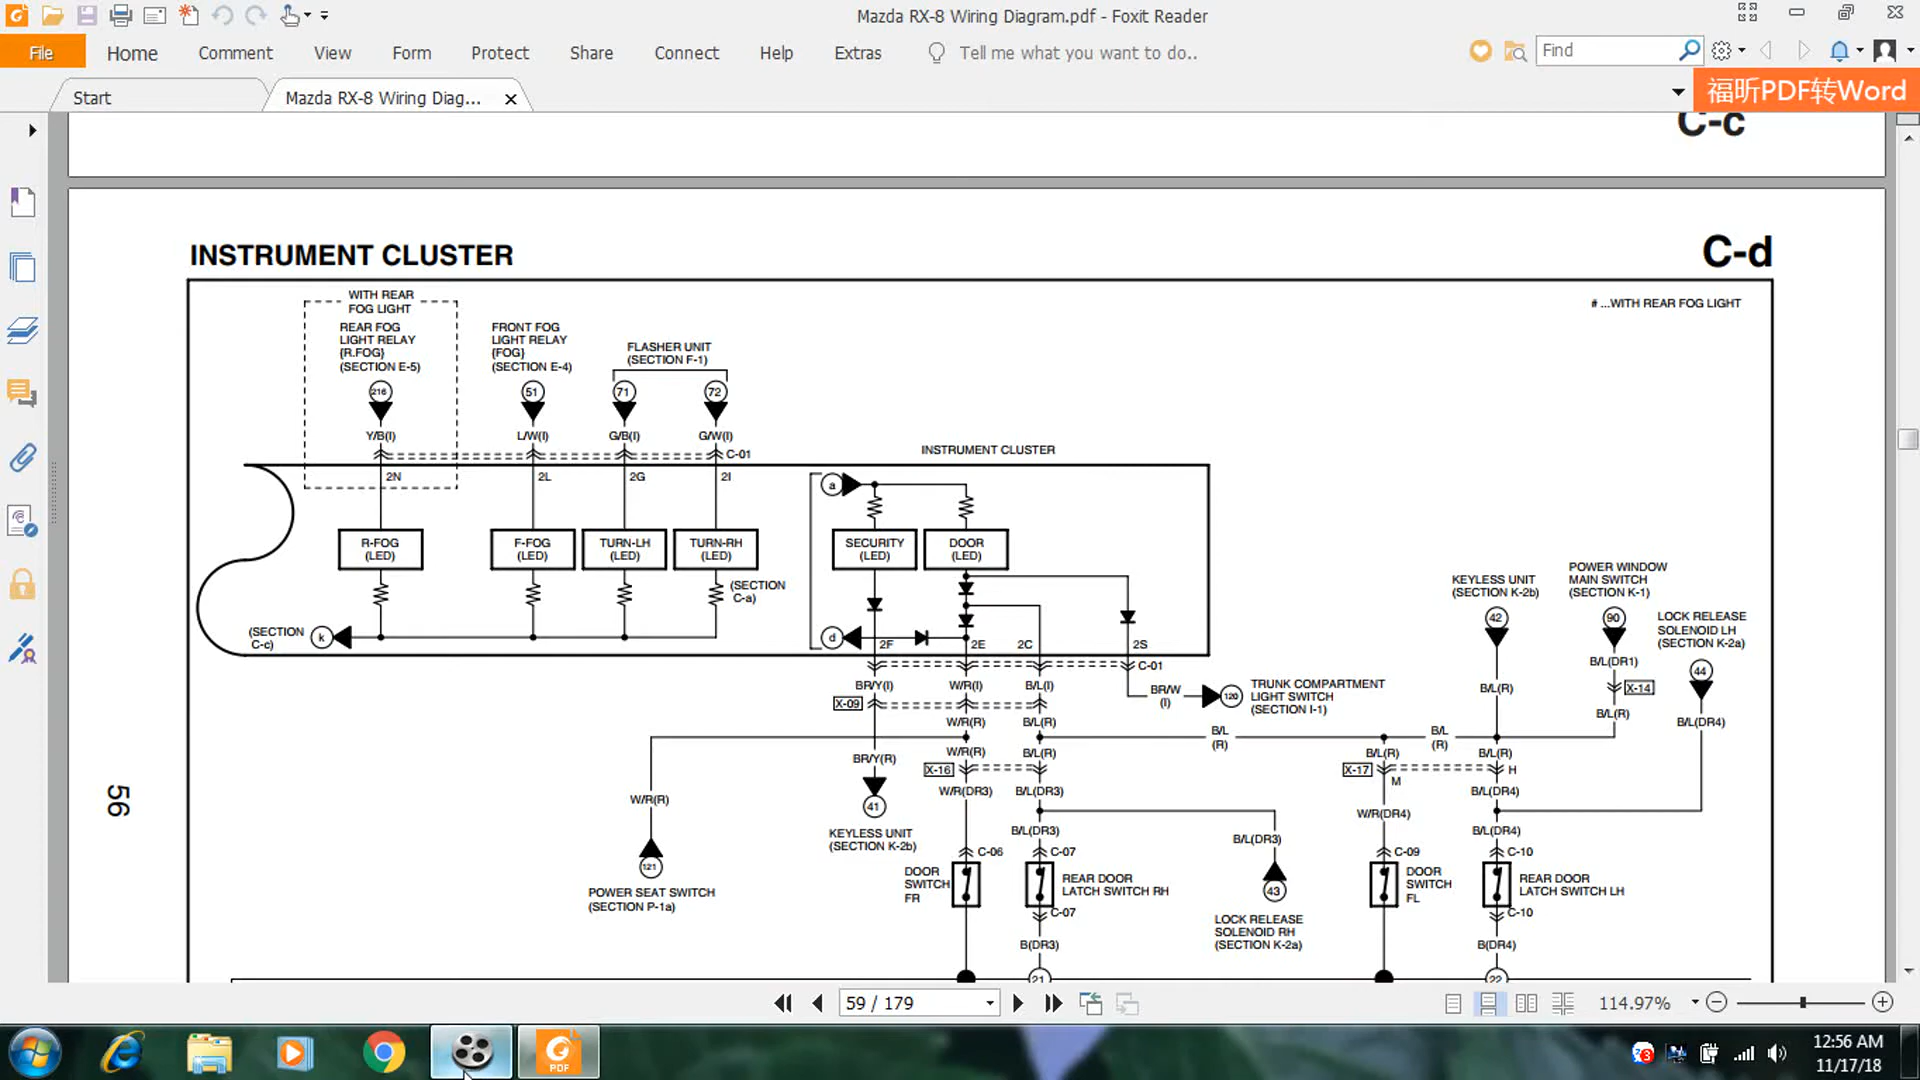 Mazda RX-8 Wiring Diagram.pdf - Foxit Reader
File Home Comment View Form Protect Share Connect Help Extras Tell me what you want to do.. Find
Start Mazda RX-8 Wiring Diag...
福昕PDF转Word
C-c
INSTRUMENT CLUSTER C-d
# ...WITH REAR FOG LIGHT
WITH REAR
FOG LIGHT
REAR FOG
LIGHT RELAY
{R.FOG}
(SECTION E-5)
FRONT FOG
LIGHT RELAY
{FOG}
(SECTION E-4)
FLASHER UNIT
(SECTION F-1)
216 51 71 72
Y/B(I) L/W(I) G/B(I) G/W(I)
C-01
INSTRUMENT CLUSTER
2N 2L 2G 2I
a
R-FOG
(LED)
F-FOG
(LED)
TURN-LH
(LED)
TURN-RH
(LED)
SECURITY
(LED)
DOOR
(LED)
(SECTION
C-a)
(SECTION
C-c)
k
d
2F 2E 2C 2S
C-01
KEYLESS UNIT
(SECTION K-2b)
42
POWER WINDOW
MAIN SWITCH
(SECTION K-1)
90
LOCK RELEASE
SOLENOID LH
(SECTION K-2a)
44
B/L(DR1)
X-14
B/L(R) B/L(R)
B/L(DR4)
BR/Y(I) W/R(I) B/L(I)
BR/W
(I)
120
TRUNK COMPARTMENT
LIGHT SWITCH
(SECTION I-1)
X-09
W/R(R) B/L(R)
B/L
(R)
B/L
(R)
BR/Y(R) W/R(R) B/L(R) B/L(R) B/L(R)
X-16 X-17 M H
W/R(R)
W/R(DR3) B/L(DR3) B/L(DR4)
41
KEYLESS UNIT
(SECTION K-2b)
W/R(DR4)
B/L(DR3) B/L(DR3) B/L(DR4)
121
POWER SEAT SWITCH
(SECTION P-1a)
C-06 C-07 C-09 C-10
DOOR
SWITCH
FR
REAR DOOR
LATCH SWITCH RH
43
LOCK RELEASE
SOLENOID RH
(SECTION K-2a)
DOOR
SWITCH
FL
REAR DOOR
LATCH SWITCH LH
C-07 C-10
B(DR3) B(DR4)
21 22
56
59 / 179 114.97%
PDF
3
12:56 AM
11/17/18